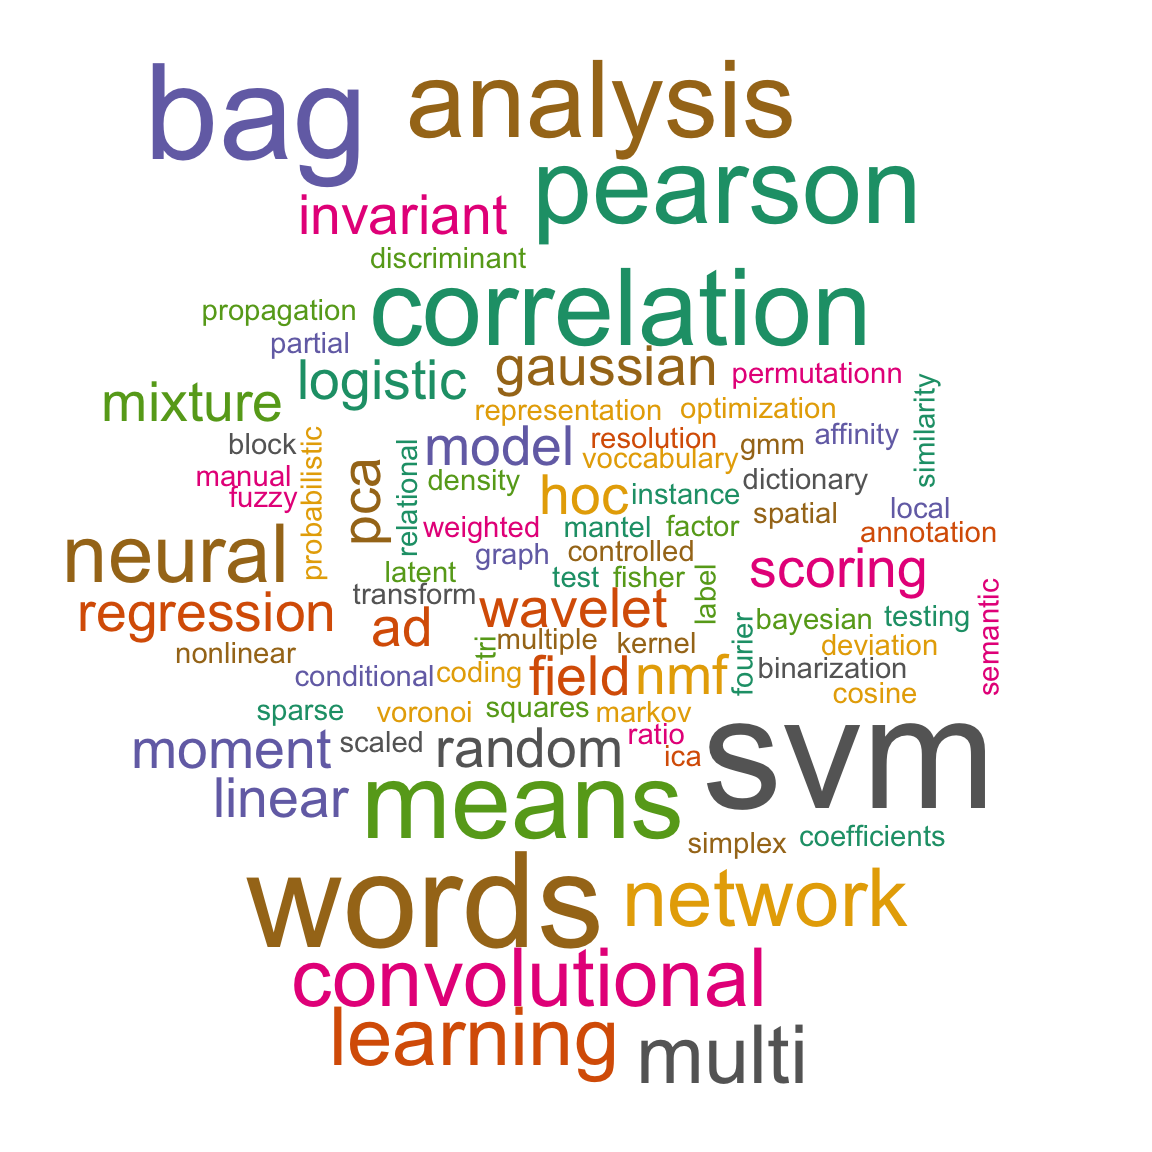 bag
analysis
pearson
invariant
discriminant
correlation
propagation
partial
logistic
gaussian
permutationn
mixture
representation
optimization
similarity
block
probabilistic
relational
model
resolution
voccabulary
gmm
affinity
manual
fuzzy
pca
density
hoc
instance
dictionary
local
spatial
annotation
neural
weighted
mantel
factor
graph
controlled
scoring
latent
test
fisher
label
semantic
transform
regression
ad
wavelet
bayesian
testing
nonlinear
tri
multiple
kernel
fourier
deviation
binarization
conditional
coding
field
nmf
cosine
sparse
voronoi
squares
markov
moment
scaled
random
ratio
ica
svm
linear
means
simplex
coefficients
words
network
convolutional
learning
multi